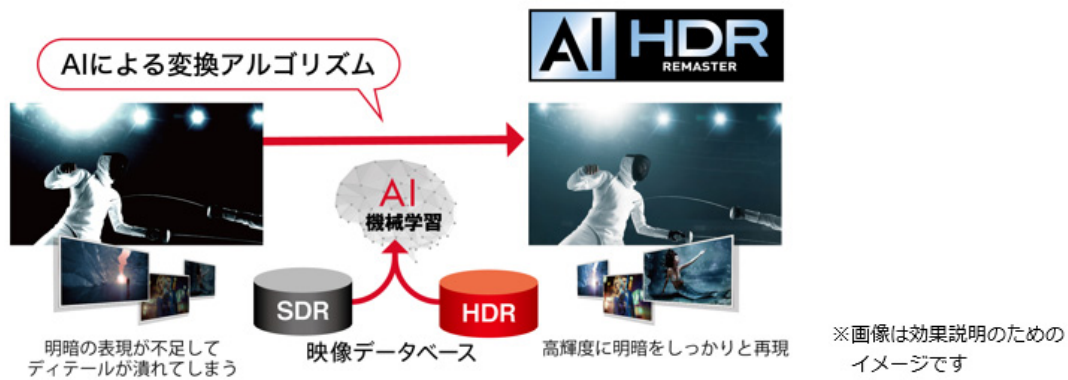 AIによる変換アルゴリズム
AI HDR
REMASTER
AI
機械学習
SDR
HDR
映像データベース
明暗の表現が不足して
ディテールが潰れてしまう
高輝度に明暗をしっかりと再現
※画像は効果説明のための
イメージです